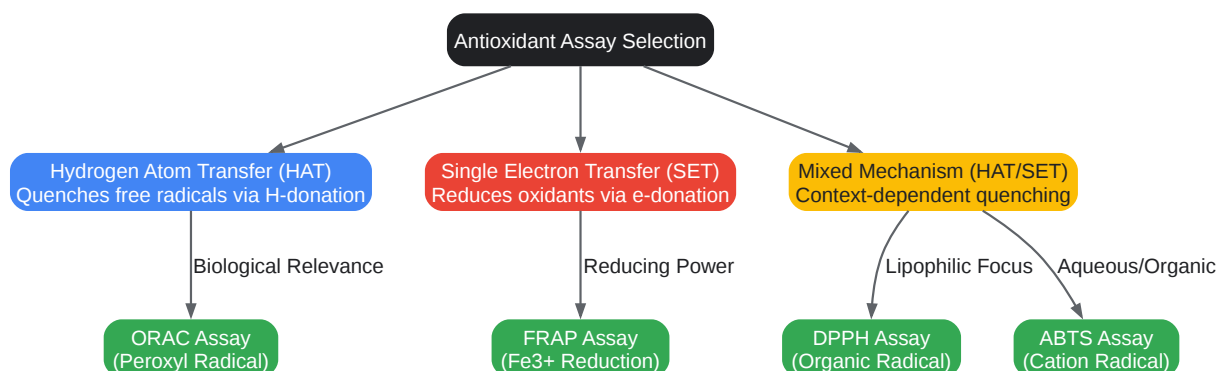 Antioxidant Assay Selection
Hydrogen Atom Transfer (HAT)
Quenches free radicals via H-donation
Single Electron Transfer (SET)
Reduces oxidants via e-donation
Mixed Mechanism (HAT/SET)
Context-dependent quenching
Biological Relevance
Reducing Power
Lipophilic Focus
Aqueous/Organic
ORAC Assay
(Peroxyl Radical)
FRAP Assay
(Fe3+ Reduction)
DPPH Assay
(Organic Radical)
ABTS Assay
(Cation Radical)